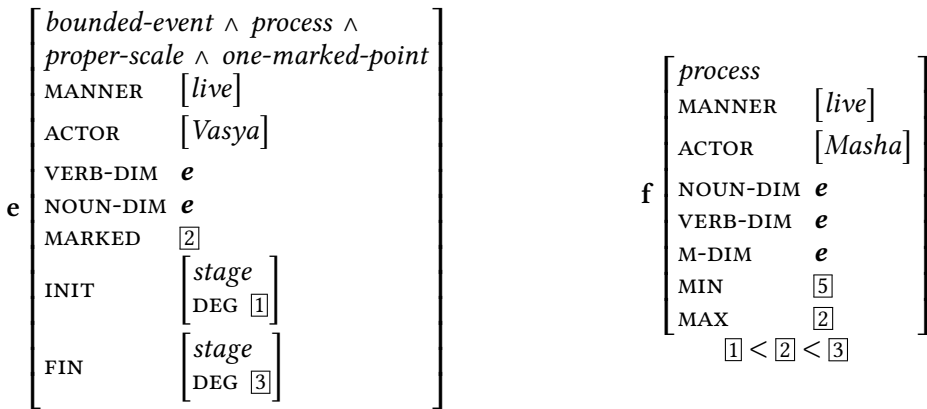 e
bounded-event ∧ process ∧
proper-scale ∧ one-marked-point
MANNER [live]
ACTOR [Vasya]
VERB-DIM e
NOUN-DIM e
MARKED 2
INIT [stage
DEG 1]
FIN [stage
DEG 3]
f
process
MANNER [live]
ACTOR [Masha]
NOUN-DIM e
VERB-DIM e
M-DIM e
MIN 5
MAX 2
1 < 2 < 3